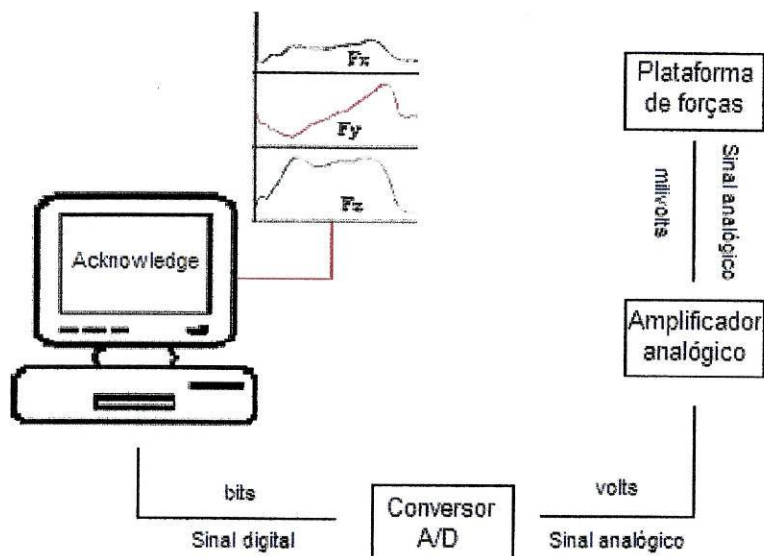 Fx
Fy
Fz
Acknowledge
Plataforma
de forças
Sinal analógico
milivolts
Amplificador
analógico
volts
Sinal analógico
Conversor
A/D
bits
Sinal digital